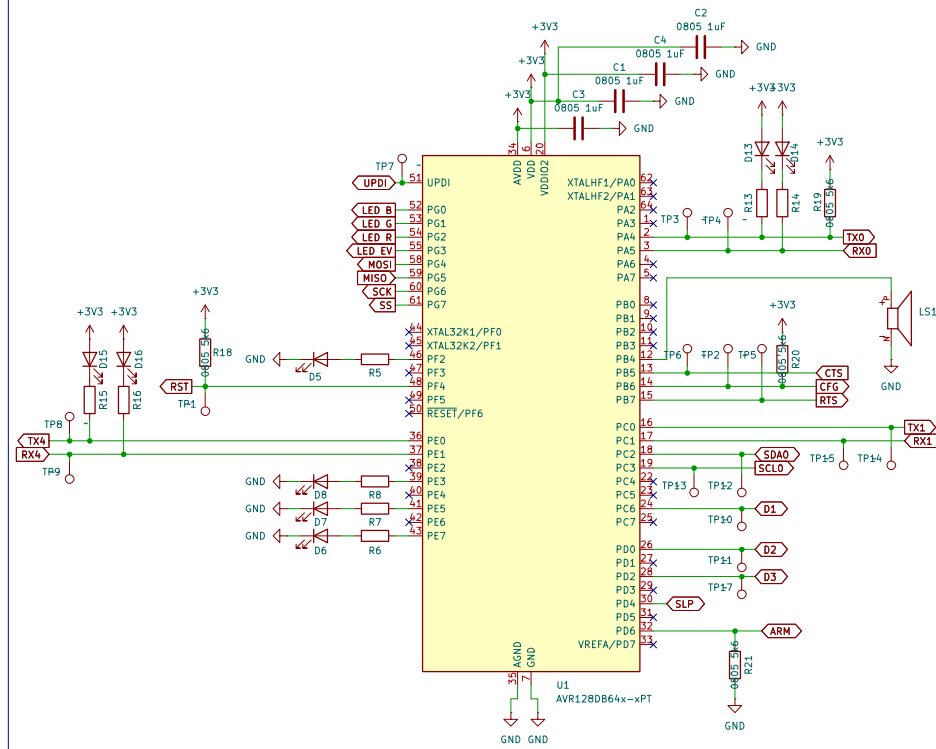 C2
0805 1uF
+3V3
GND
C4
0805 1uF
+3V3
GND
C1
0805 1uF
+3V3
GND
C3
0805 1uF
GND
+3V3
+3V3
D13
D14
+3V3
R13
R14
R19
0805 5k6
TP7
34
6
20
AVDD
VDD
VDDIO2
UPDI
51
UPDI
XTALHF1/PA0
62
XTALHF2/PA1
63
LED B
52
PG0
PA2
64
LED G
53
PG1
PA3
1
TP3
TP4
LED R
54
PG2
PA4
2
TX0
LED EV
55
PG3
PA5
3
RX0
MOSI
58
PG4
PA6
4
MISO
59
PG5
PA7
5
SCK
60
PG6
SS
61
PG7
PB0
8
PB1
9
+3V3
LS1
P
N
GND
+3V3
+3V3
+3V3
44
XTAL32K1/PF0
PB2
10
45
XTAL32K2/PF1
PB3
11
R18
0805 5k6
GND
D5
R5
46
PF2
PB4
12
TP6
TP2
TP5
R20
0805 5k6
D15
D16
47
PF3
PB5
13
CTS
RST
48
PF4
PB6
14
CFG
R15
R16
TP1
49
PF5
PB7
15
RTS
50
RESET/PF6
TP8
PC0
16
TX1
TX4
36
PE0
PC1
17
RX1
RX4
37
PE1
PC2
18
SDA0
TP15
TP14
TP9
38
PE2
PC3
19
SCL0
GND
D8
R8
39
PE3
PC4
22
TP13
TP12
40
PE4
PC5
23
GND
D7
R7
41
PE5
PC6
24
D1
42
PE6
PC7
25
TP10
GND
D6
R6
43
PE7
PD0
26
D2
PD1
27
TP11
PD2
28
D3
PD3
29
TP17
PD4
30
SLP
PD5
31
PD6
32
ARM
VREFA/PD7
33
AGND
GND
35
7
R21
0805 5k6
U1
AVR128DB64x-xPT
GND
GND
GND